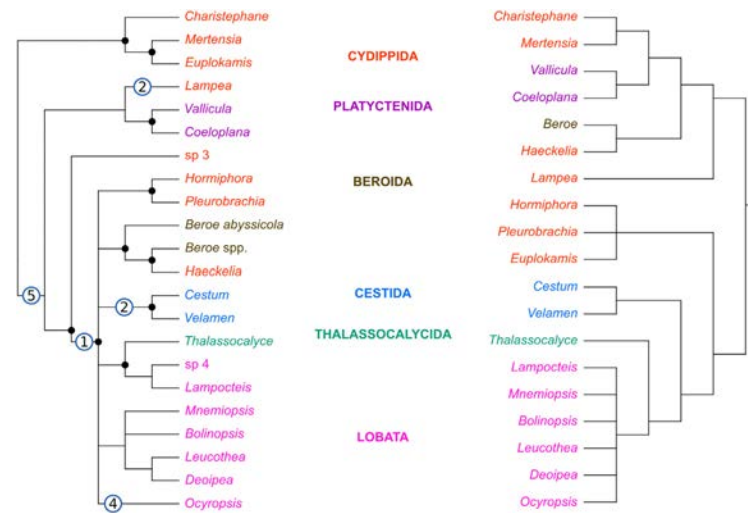 Charistephane
Mertensia
Euplokamis
Lampea
Vallicula
Coeloplana
sp 3
Hormiphora
Pleurobrachia
Beroe abyssicola
Beroe spp.
Haeckelia
Cestum
Velamen
Thalassocalyce
sp 4
Lampocteis
Mnemiopsis
Bolinopsis
Leucothea
Deoipea
Ocyropsis
2
5
1
2
4
CYDIPPIDA
PLATYCTENIDA
BEROIDA
CESTIDA
THALASSOCALYCIDA
LOBATA
Charistephane
Mertensia
Vallicula
Coeloplana
Beroe
Haeckelia
Lampea
Hormiphora
Pleurobrachia
Euplokamis
Cestum
Velamen
Thalassocalyce
Lampocteis
Mnemiopsis
Bolinopsis
Leucothea
Deoipea
Ocyropsis